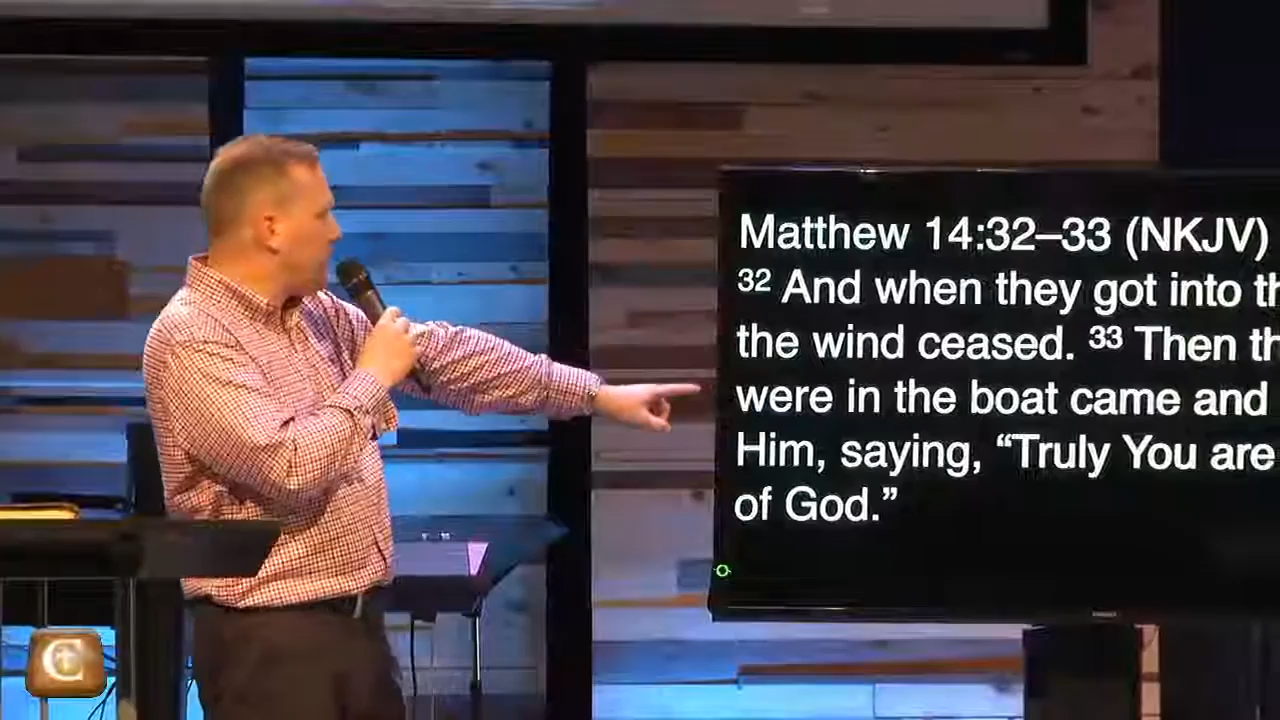 Matthew 14:32–33 (NKJV)
32 And when they got into th
the wind ceased. 33 Then th
were in the boat came and
Him, saying, “Truly You are
of God.”
C